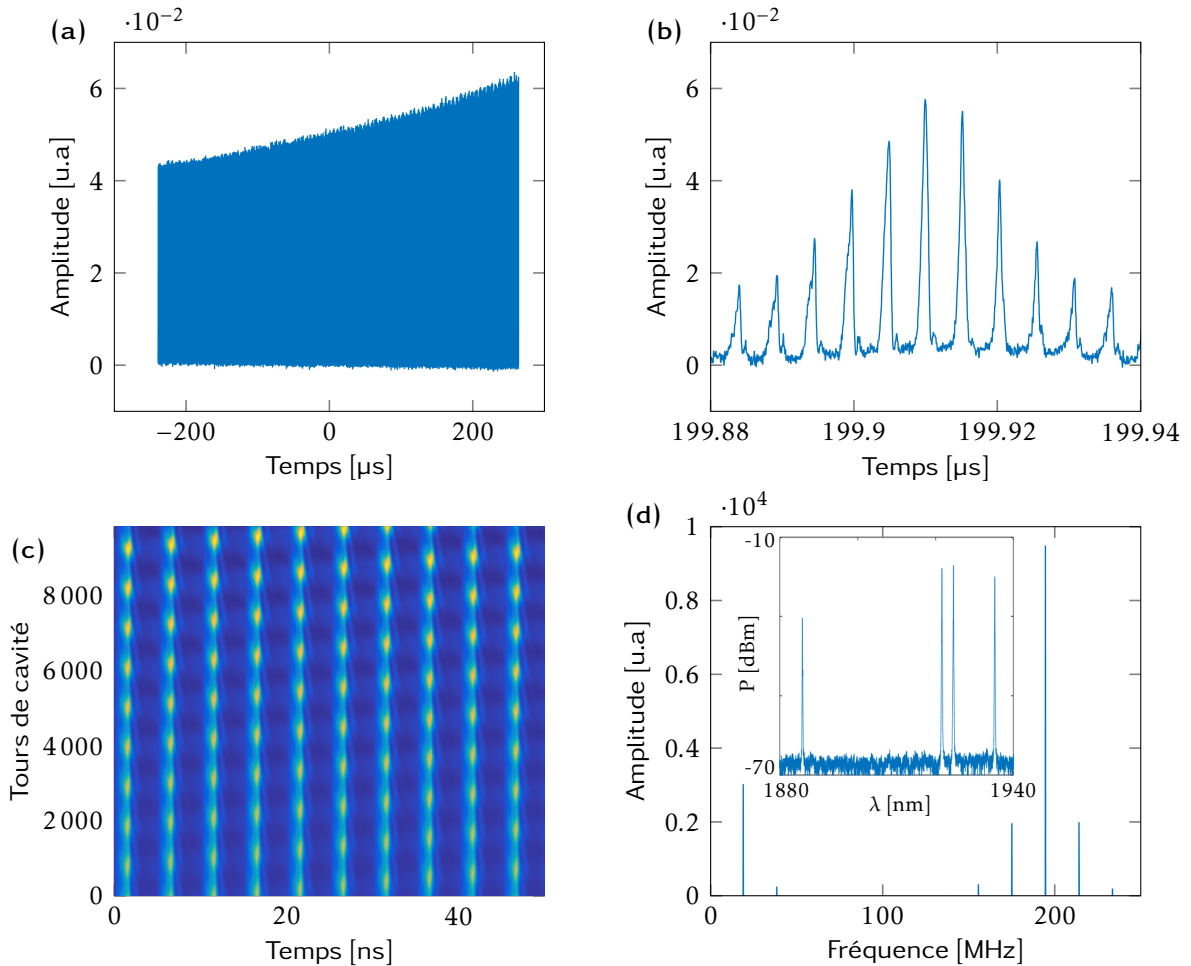 (a)
·10⁻²
6
4
2
0
Amplitude [u.a]
−200
0
200
Temps [µs]
(b)
·10⁻²
6
4
2
0
Amplitude [u.a]
199.88
199.9
199.92
199.94
Temps [µs]
(c)
8 000
6 000
4 000
2 000
0
Tours de cavité
0
20
40
Temps [ns]
(d)
·10⁴
1
0.8
0.6
0.4
0.2
0
Amplitude [u.a]
0
100
200
Fréquence [MHz]
-10
-70
P [dBm]
1880
1940
λ [nm]